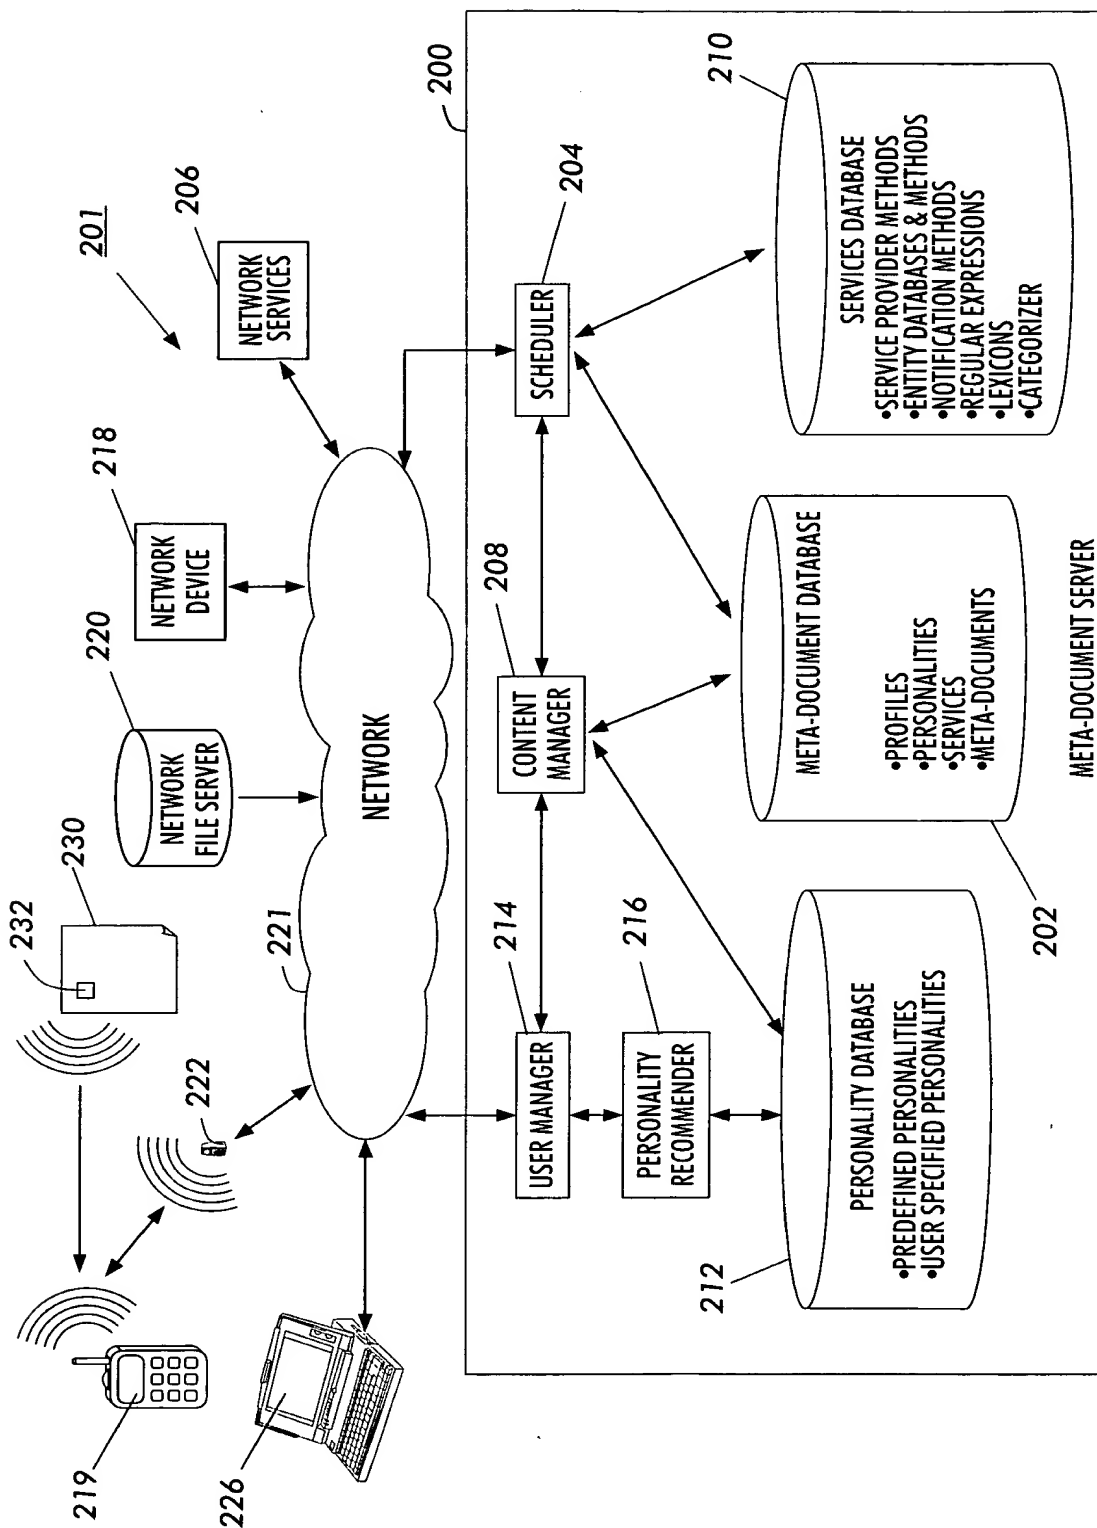 201
232
230
220
218
206
NETWORK
FILE SERVER
NETWORK
DEVICE
NETWORK
SERVICES
222
219
226
221
NETWORK
200
214
208
204
USER MANAGER
CONTENT
MANAGER
SCHEDULER
216
PERSONALITY
RECOMMENDER
212
PERSONALITY DATABASE
•PREDEFINED PERSONALITIES
•USER SPECIFIED PERSONALITIES
META-DOCUMENT DATABASE
•PROFILES
•PERSONALITIES
•SERVICES
•META-DOCUMENTS
202
210
SERVICES DATABASE
•SERVICE PROVIDER METHODS
•ENTITY DATABASES & METHODS
•NOTIFICATION METHODS
•REGULAR EXPRESSIONS
•LEXICONS
•CATEGORIZER
META-DOCUMENT SERVER